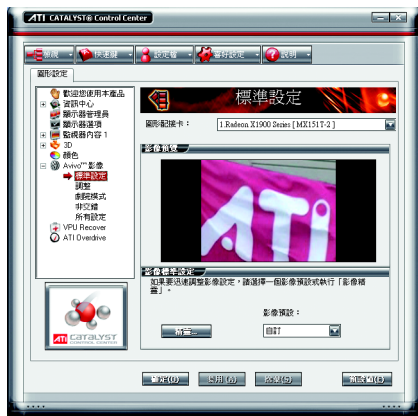 ATI CATALYST® Control Center
檢視
快速鍵
設定檔
喜好設定
說明
圖形設定
歡迎您使用本產品
資訊中心
顯示器管理員
顯示器選項
監視器內容 1
3D
顏色
Avivo™ 影像
標準設定
調整
劇院模式
非交錯
所有設定
VPU Recover
ATI Overdrive
ATI CATALYST
CONTROL CENTER
標準設定
圖形配接卡：
1.Radeon X1900 Series [ MX151T-2 ]
影像預覽
ATI
影像標準設定
如果要迅速調整影像設定，請選擇一個影像預設或執行「影像精
靈」。
影像預設：
精靈...
自訂
確定(O)
套用(A)
預設值(E)